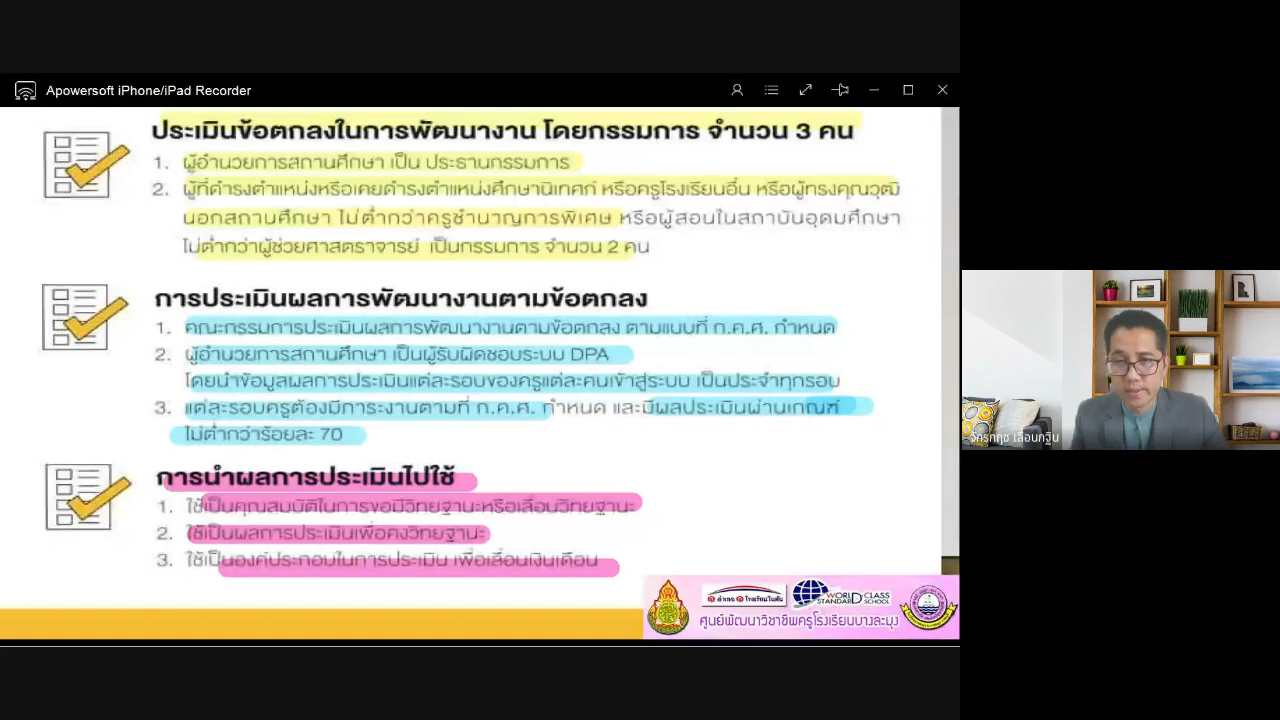 Apowersoft iPhone/iPad Recorder
ประเมินข้อตกลงในการพัฒนางาน โดยกรรมการ จำนวน 3 คน
1. ผู้อำนวยการสถานศึกษา เป็น ประธานกรรมการ
2. ผู้ที่ดำรงตำแหน่งหรือเคยดำรงตำแหน่งศึกษานิเทศก์ หรือครูโรงเรียนอื่น หรือผู้ทรงคุณวุฒิ
นอกสถานศึกษา ไม่ต่ำกว่าครูชำนาญการพิเศษ หรือผู้สอนในสถาบันอุดมศึกษา
ไม่ต่ำกว่าผู้ช่วยศาสตราจารย์ เป็นกรรมการ จำนวน 2 คน
การประเมินผลการพัฒนางานตามข้อตกลง
1. คณะกรรมการประเมินผลการพัฒนางานตามข้อตกลง ตามแบบที่ ก.ค.ศ. กำหนด
2. ผู้อำนวยการสถานศึกษา เป็นผู้รับผิดชอบระบบ DPA
โดยนำข้อมูลผลการประเมินแต่ละรอบของครูแต่ละคนเข้าสู่ระบบ เป็นประจำทุกรอบ
3. แต่ละรอบครูต้องมีภาระงานตามที่ ก.ค.ศ. กำหนด และมีผลประเมินผ่านเกณฑ์
ไม่ต่ำกว่าร้อยละ 70
การนำผลการประเมินไปใช้
1. ใช้เป็นคุณสมบัติในการขอมีวิทยฐานะหรือเลื่อนวิทยฐานะ
2. ใช้เป็นผลการประเมินเพื่อคงวิทยฐานะ
3. ใช้เป็นองค์ประกอบในการประเมิน เพื่อเลื่อนเงินเดือน
๑ อำเภอ ๑ โรงเรียนในฝัน
WORLD CLASS
STANDARD SCHOOL
ศูนย์พัฒนาวิชาชีพครูโรงเรียนบางละมุง
จักรกฤช เลื่อนกฐิน